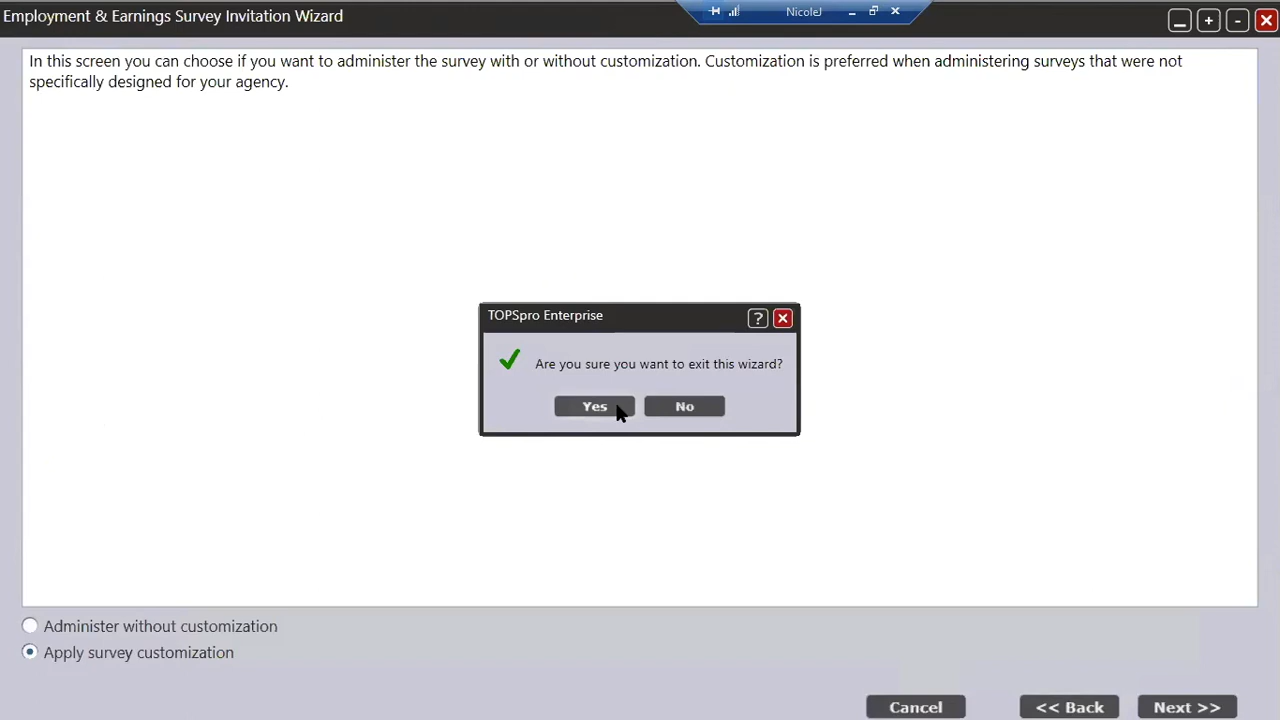 Employment & Earnings Survey Invitation Wizard
NicoleJ
In this screen you can choose if you want to administer the survey with or without customization. Customization is preferred when administering surveys that were not
specifically designed for your agency.
TOPSpro Enterprise
?
Are you sure you want to exit this wizard?
Yes
No
Administer without customization
Apply survey customization
Cancel
<< Back
Next >>